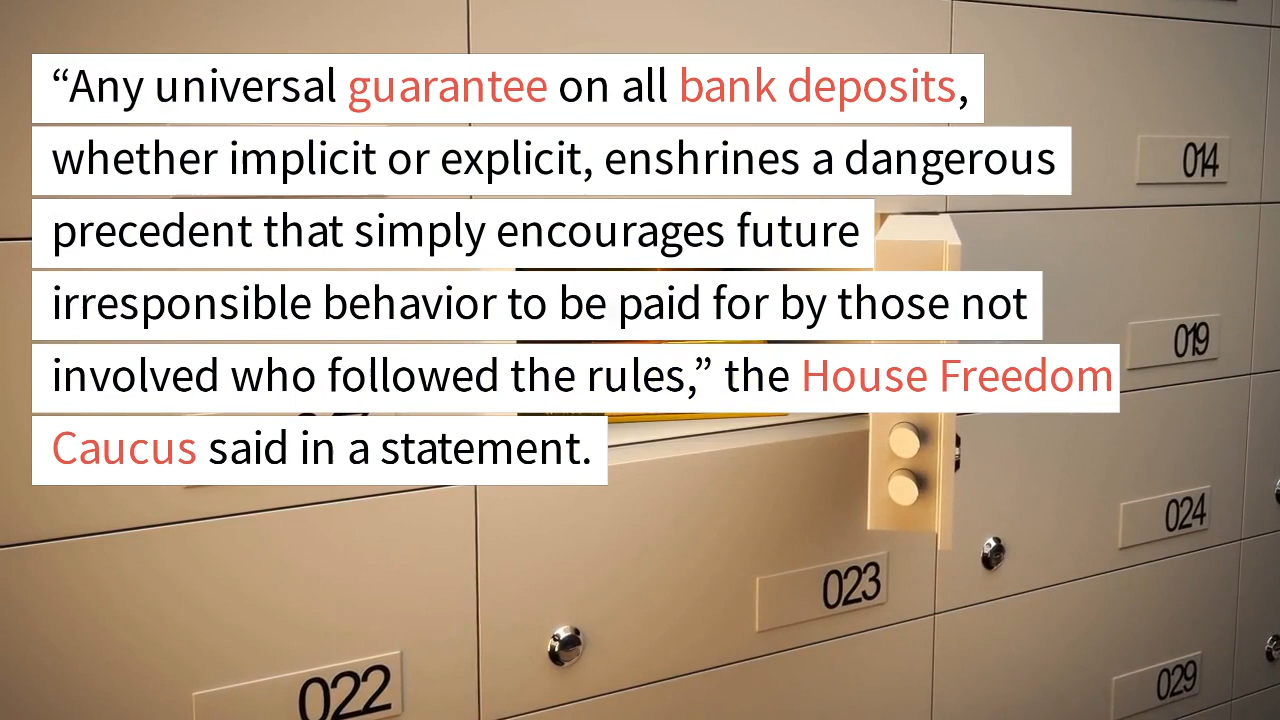 “Any universal guarantee on all bank deposits,
whether implicit or explicit, enshrines a dangerous
precedent that simply encourages future
irresponsible behavior to be paid for by those not
involved who followed the rules,” the House Freedom
Caucus said in a statement.
014
019
024
023
022
029